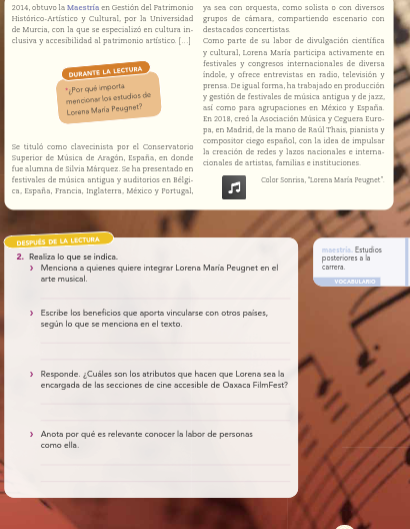 2014, obtuvo la Maestría en Gestión del Patrimonio
Histórico-Artístico y Cultural, por la Universidad
de Murcia, con la que se especializó en cultura in-
clusiva y accesibilidad al patrimonio artístico. [...]
DURANTE LA LECTURA
*¿Por qué importa
mencionar los estudios de
Lorena María Peugnet?
Se tituló como clavecinista por el Conservatorio
Superior de Música de Aragón, España, en donde
fue alumna de Silvia Márquez. Se ha presentado en
festivales de música antigua y auditorios en Bélgi-
ca, España, Francia, Inglaterra, México y Portugal,
ya sea con orquesta, como solista o con diversos
grupos de cámara, compartiendo escenario con
destacados concertistas.
Como parte de su labor de divulgación científica
y cultural, Lorena María participa activamente en
festivales y congresos internacionales de diversa
índole, y ofrece entrevistas en radio, televisión y
prensa. De igual forma, ha trabajado en producción
y gestión de festivales de música antigua y de jazz,
así como para agrupaciones en México y España.
En 2018, creó la Asociación Música y Ceguera Euro-
pa, en Madrid, de la mano de Raúl Thais, pianista y
compositor ciego español, con la idea de impulsar
la creación de redes y lazos nacionales e interna-
cionales de artistas, familias e instituciones.
Color Sonrisa, "Lorena María Peugnet"
DESPUÉS DE LA LECTURA
2. Realiza lo que se indica.
› Menciona a quienes quiere integrar Lorena María Peugnet en el
arte musical.
› Escribe los beneficios que aporta vincularse con otros países,
según lo que se menciona en el texto.
› Responde. ¿Cuáles son los atributos que hacen que Lorena sea la
encargada de las secciones de cine accesible de Oaxaca FilmFest?
› Anota por qué es relevante conocer la labor de personas
como ella.
maestría. Estudios
posteriores a la
carrera.
VOCABULARIO